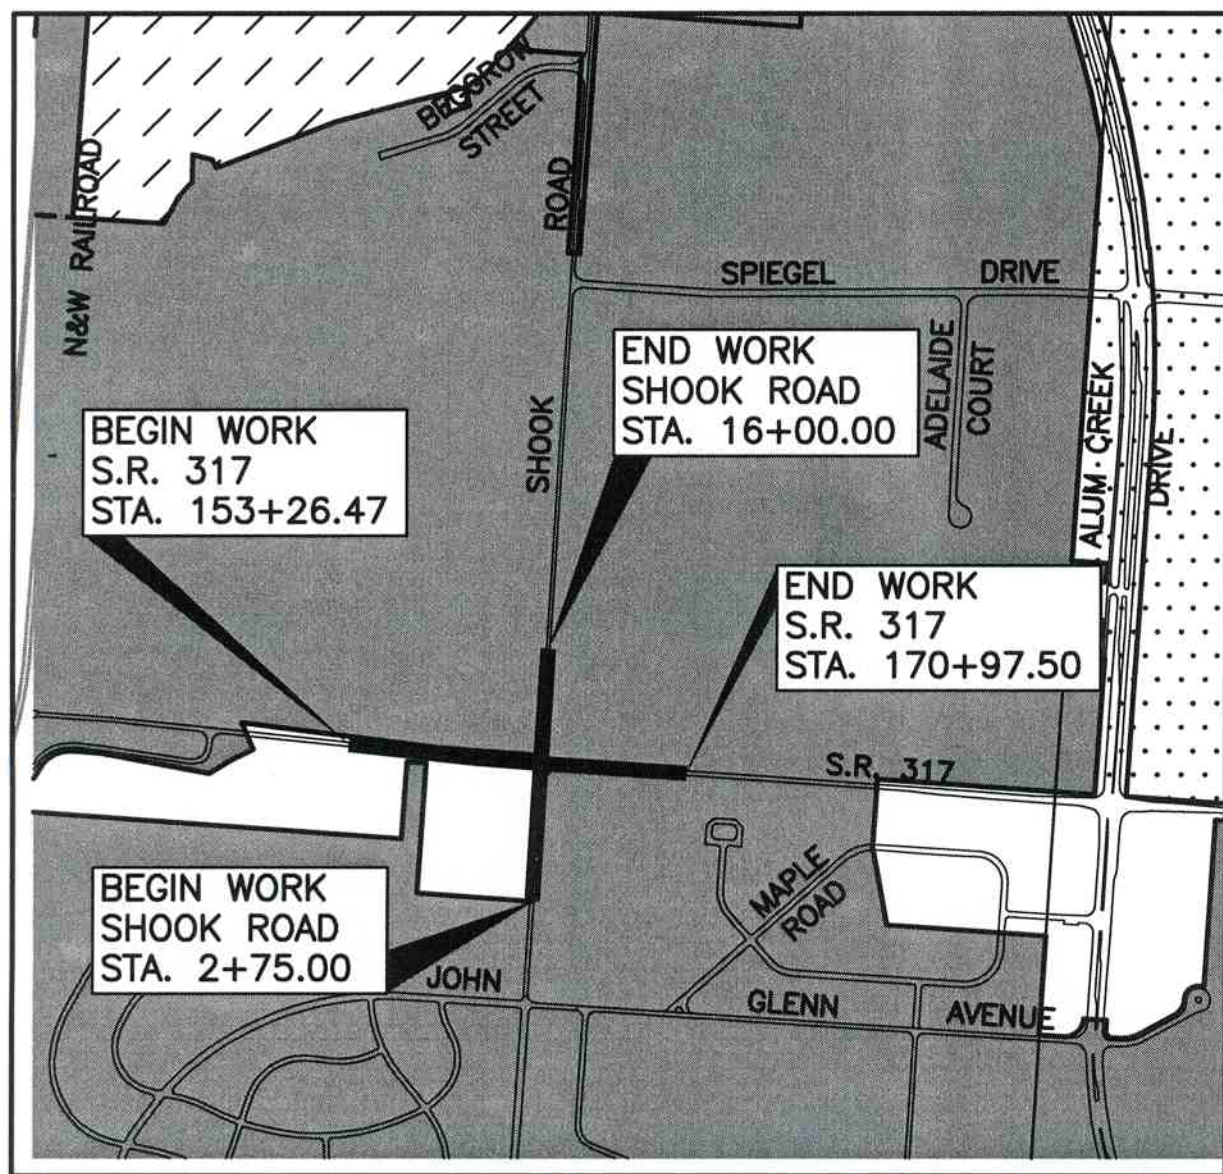 BEGGROW
STREET
ROAD
N&W RAILROAD
SPIEGEL DRIVE
ADELAIDE
COURT
END WORK
SHOOK ROAD
STA. 16+00.00
SHOOK
ALUM CREEK
DRIVE
BEGIN WORK
S.R. 317
STA. 153+26.47
END WORK
S.R. 317
STA. 170+97.50
S.R. 317
BEGIN WORK
SHOOK ROAD
STA. 2+75.00
MAPLE
ROAD
JOHN GLENN AVENUE